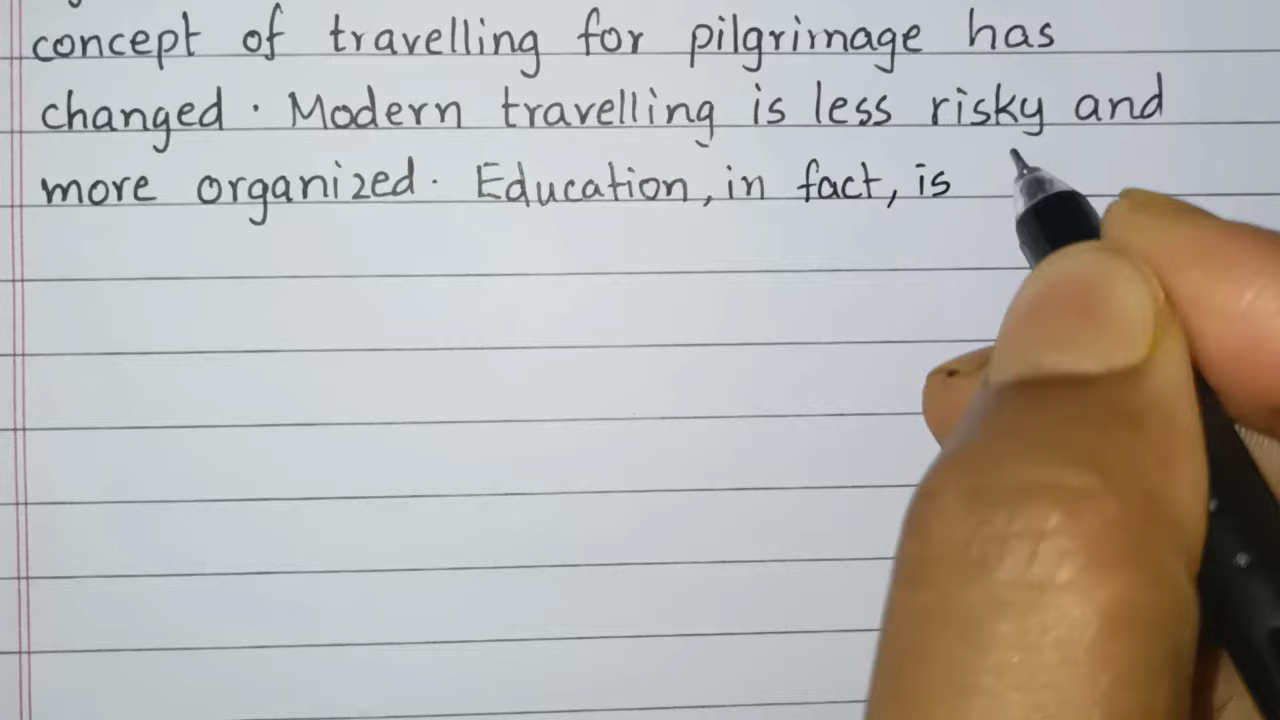 concept of travelling for pilgrimage has
changed. Modern travelling is less risky and
more organized. Education, in fact, is